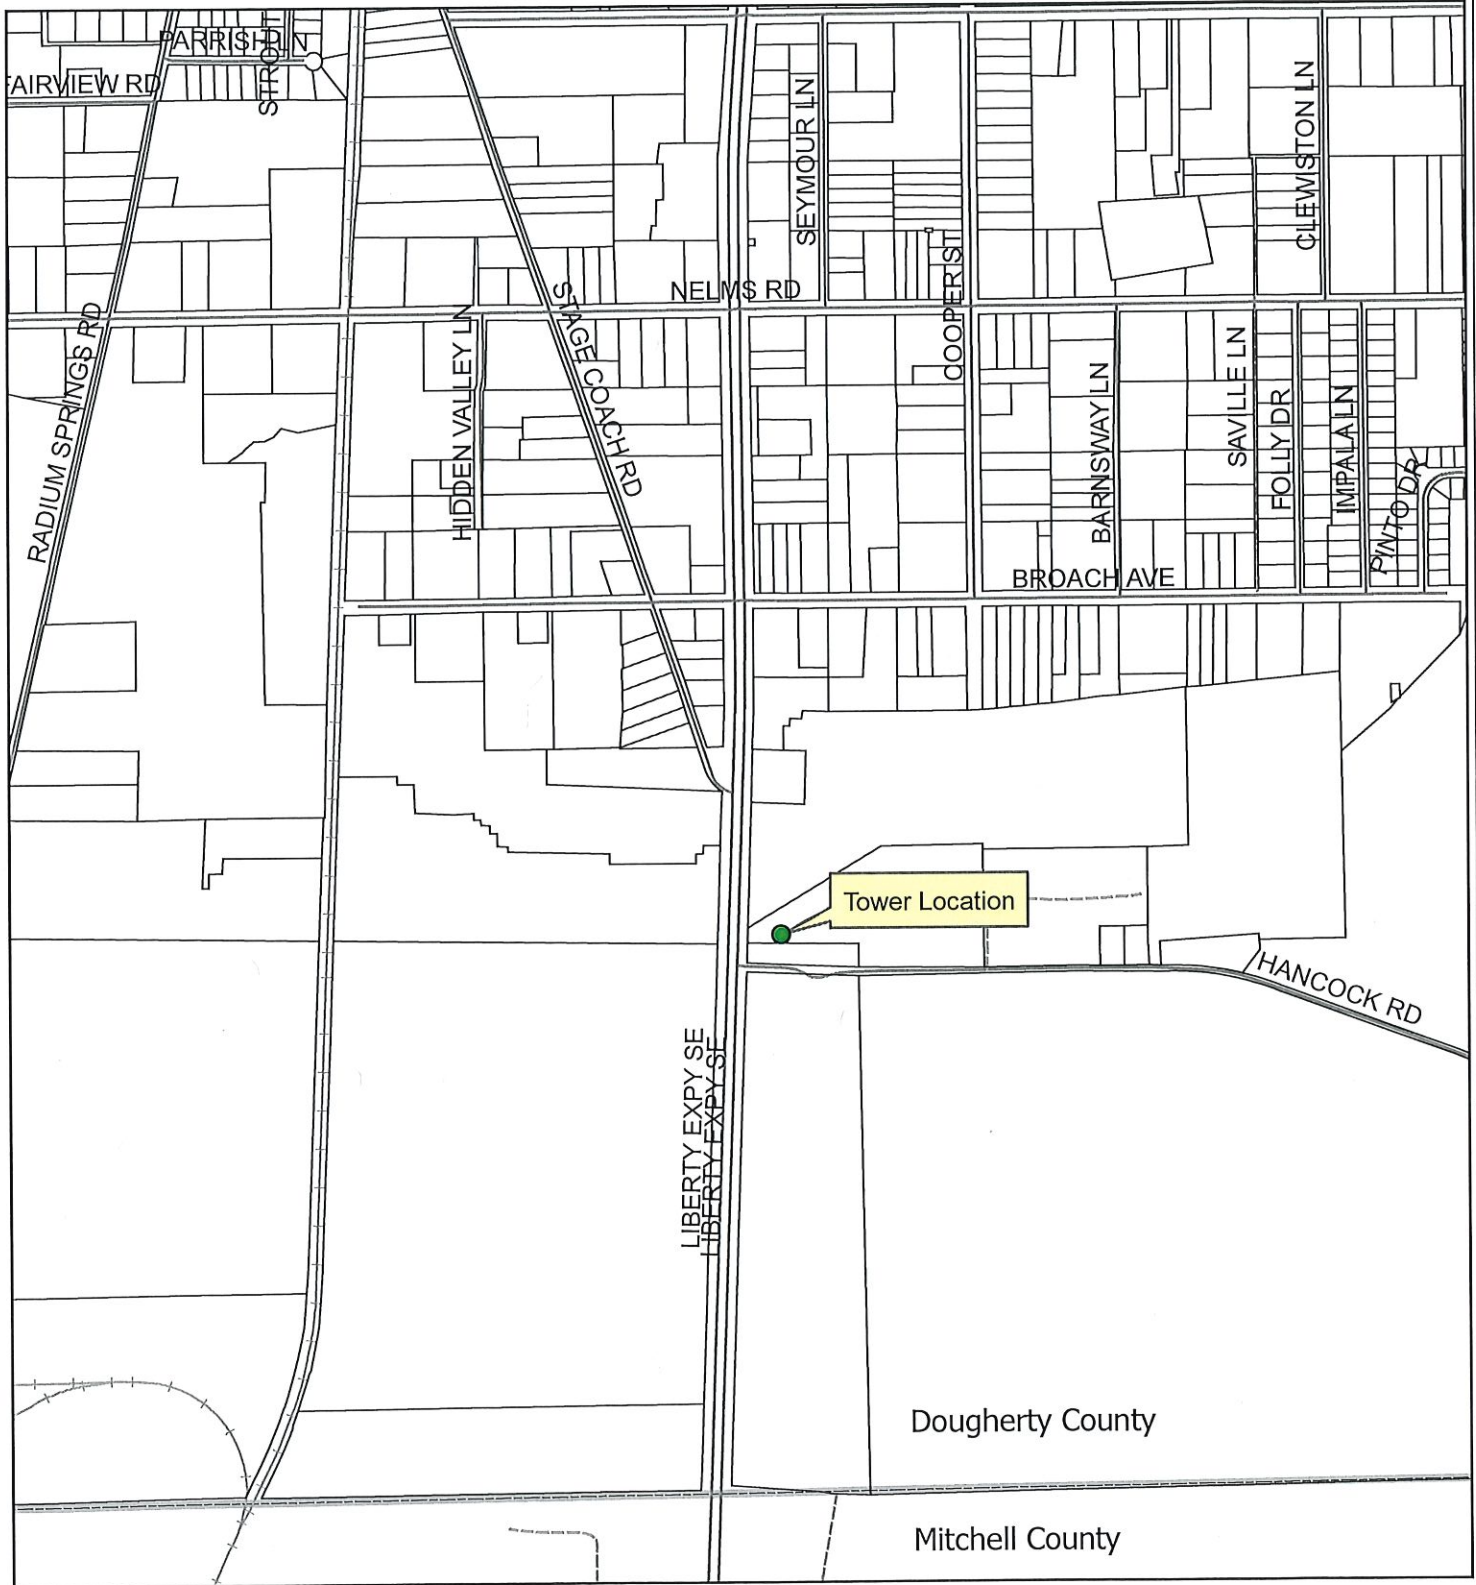 PARRISH LN
FAIRVIEW RD
SEYMOUR LN
CLEWISTON LN
NELMS RD
COOPER ST
STAGE COACH RD
RADIUM SPRINGS RD
HIDDEN VALLEY LN
BARNSWAY LN
SAVILLE LN
FOLLY DR
IMPALA LN
PINTO DR
BROACH AVE
Tower Location
HANCOCK RD
LIBERTY EXPY SE
LIBERTY EXPY SE
Dougherty County
Mitchell County